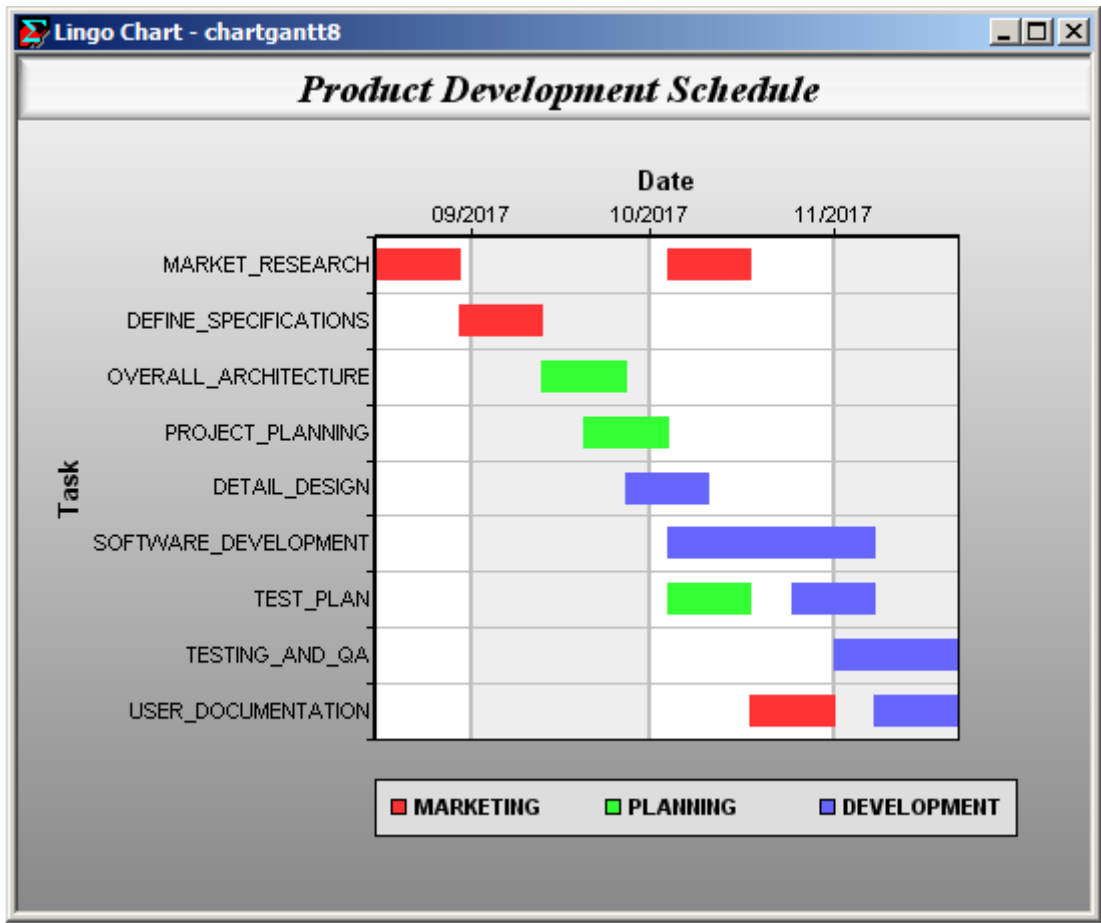 Lingo Chart - chartgantt8
Product Development Schedule
Date
09/2017 10/2017 11/2017
Task
MARKET_RESEARCH
DEFINE_SPECIFICATIONS
OVERALL_ARCHITECTURE
PROJECT_PLANNING
DETAIL_DESIGN
SOFTWARE_DEVELOPMENT
TEST_PLAN
TESTING_AND_QA
USER_DOCUMENTATION
MARKETING PLANNING DEVELOPMENT